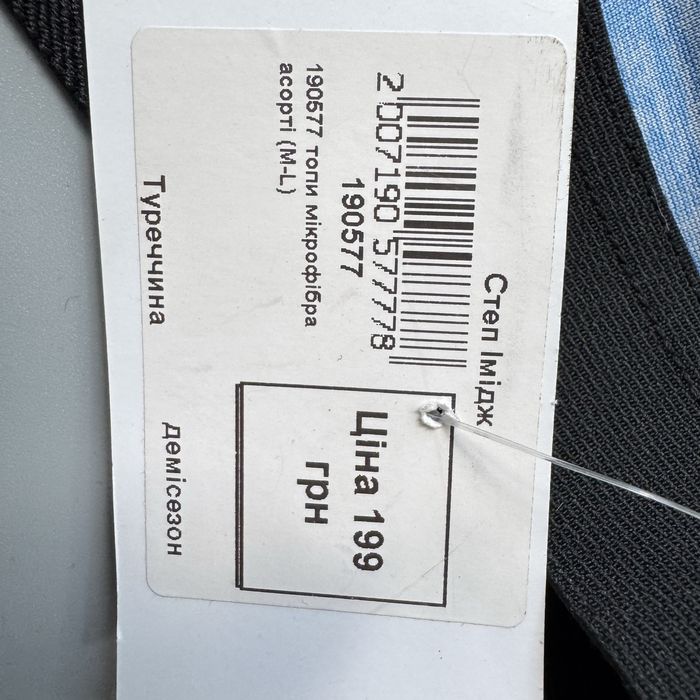 Степ Імідж
2 007190 577778
190577
190577 топи мікрофібра
асорті (M-L)
Ціна 199
грн
Туреччина
демісезон